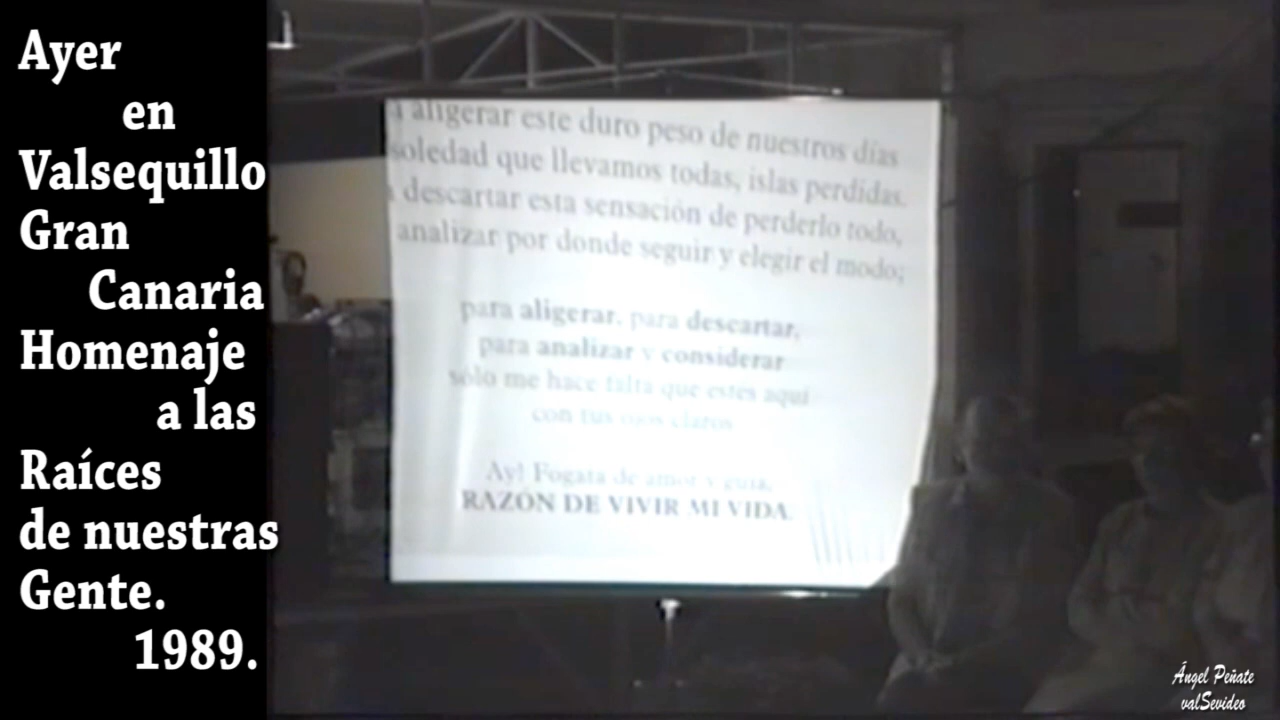 Ayer
en
Valsequillo
Gran
Canaria
Homenaje
a las
Raíces
de nuestras
Gente.
1989.
aligerar este duro peso de nuestros días
soledad que llevamos todas, islas perdidas.
descartar esta sensación de perderlo todo,
analizar por donde seguir y elegir el modo;
para aligerar, para descartar,
para analizar y considerar
sólo me hace falta que estes aquí
con tus ojos claros
Ay! Fogata de amor y guía,
RAZÓN DE VIVIR MI VIDA.
Ángel Peñate
valSevideo